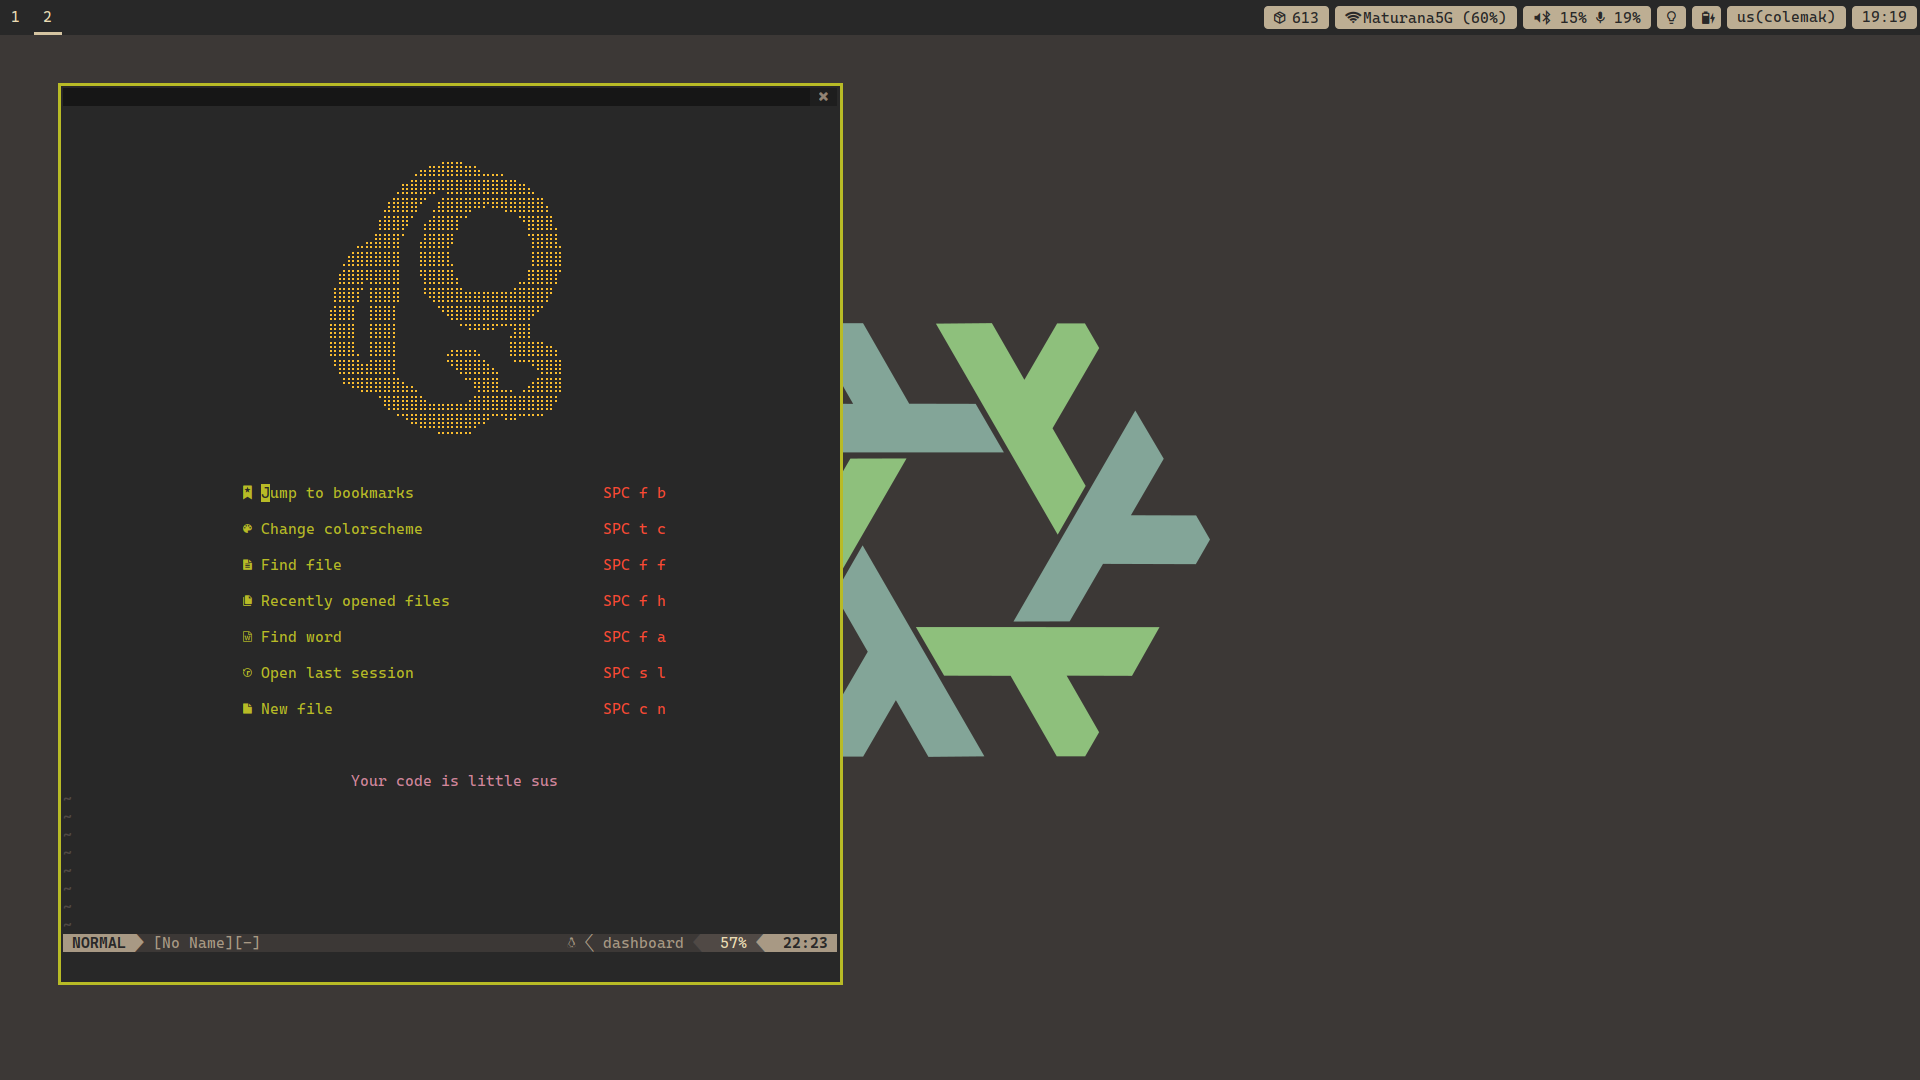 1 2 613 Maturana5G (60%) 15% 19% us(colemak) 19:19
Jump to bookmarks SPC f b
Change colorscheme SPC t c
Find file SPC f f
Recently opened files SPC f h
Find word SPC f a
Open last session SPC s l
New file SPC c n
Your code is little sus
~
~
~
~
~
~
~
~
NORMAL [No Name][-] dashboard 57% 22:23